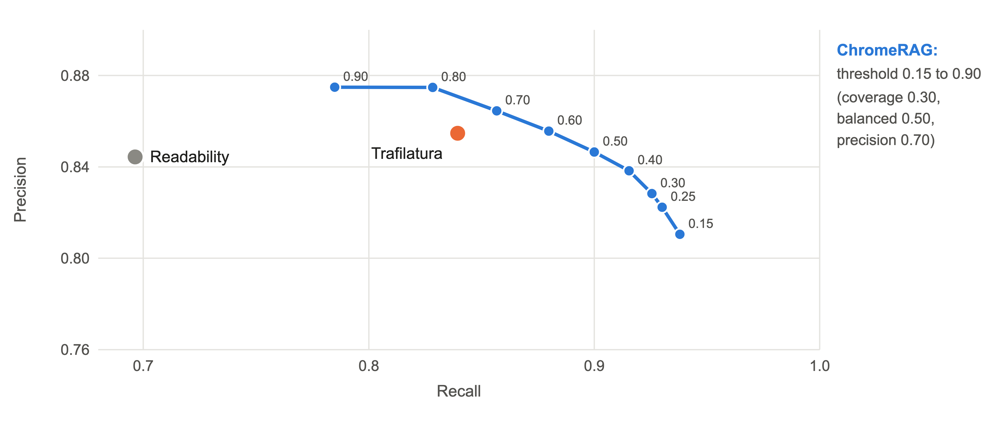 ChromeRAG:
threshold 0.15 to 0.90
(coverage 0.30,
balanced 0.50,
precision 0.70)
0.88
0.84
0.80
0.76
Precision
0.90
0.80
0.70
0.60
0.50
0.40
0.30
0.25
0.15
Readability
Trafilatura
0.7
0.8
0.9
1.0
Recall